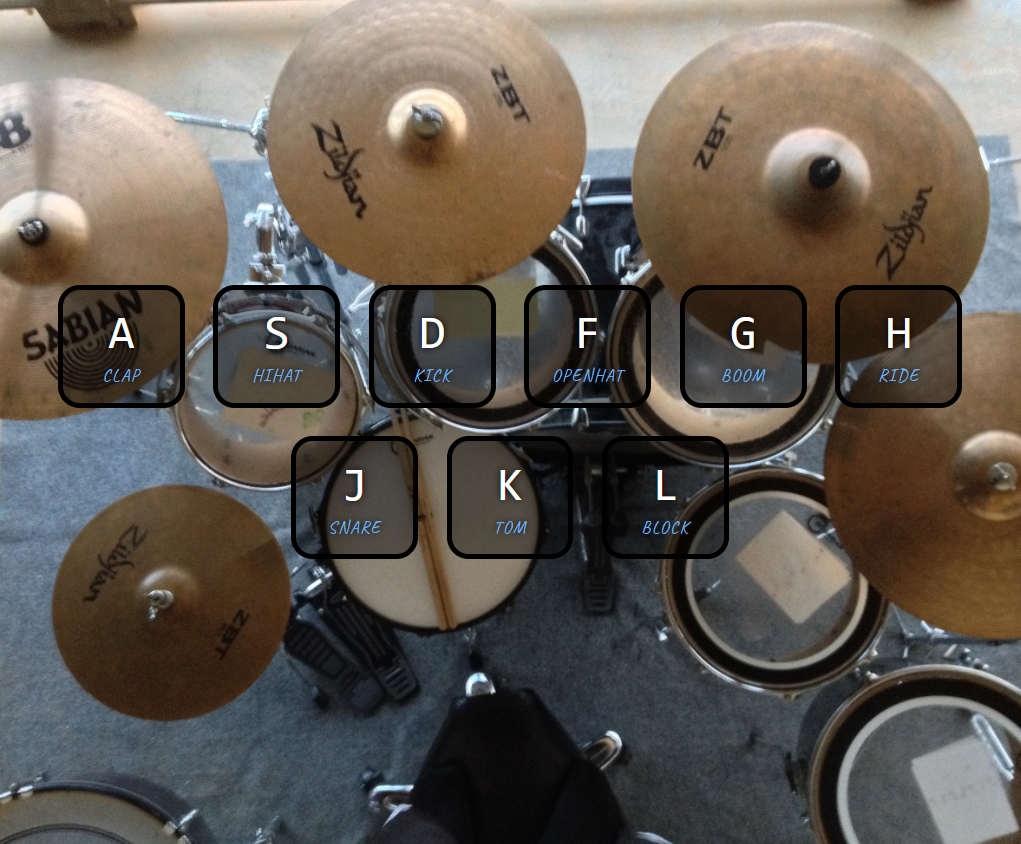 ZBT
Zildjian
ZBT
Zildjian
SABIAN
A
CLAP
S
HIHAT
D
KICK
F
OPENHAT
G
BOOM
H
RIDE
J
SNARE
K
TOM
L
BLOCK
Zildjian
ZBT